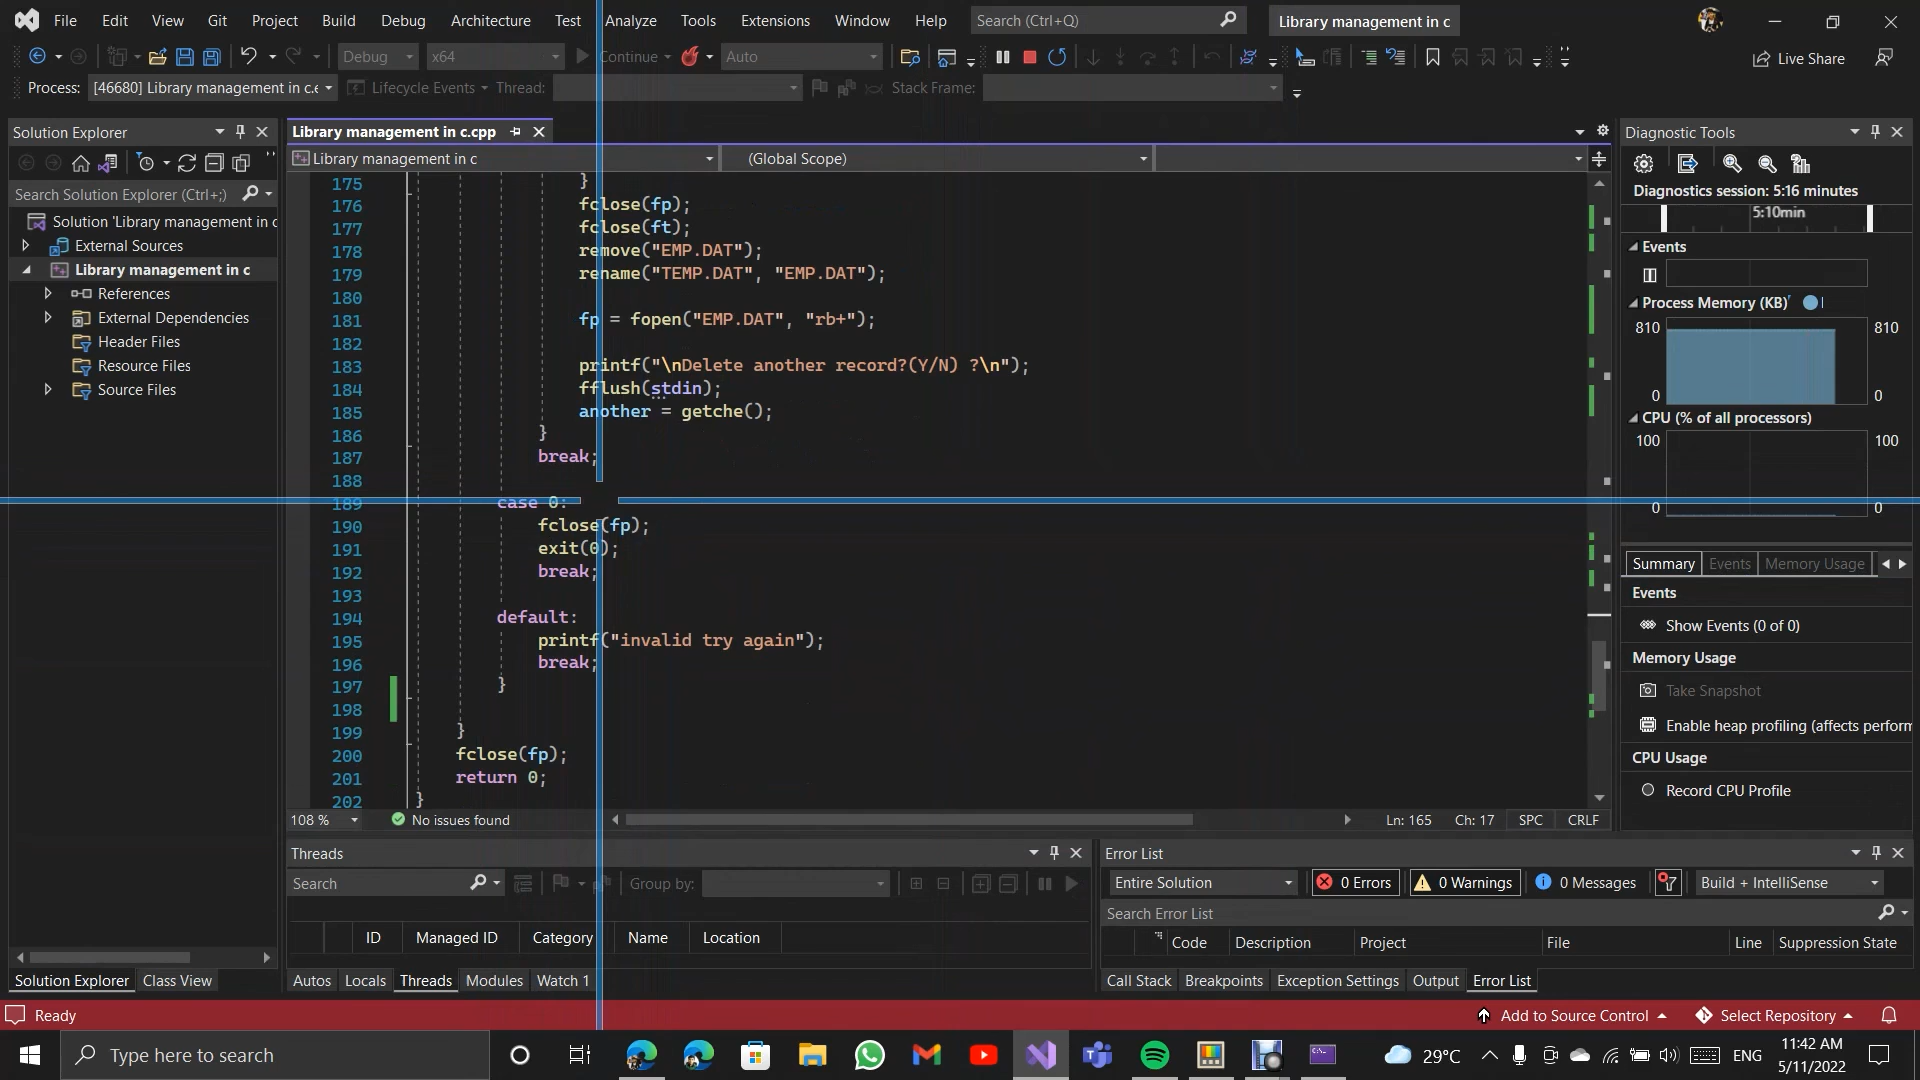 File Edit View Git Project Build Debug Architecture Test Analyze Tools Extensions Window Help Search (Ctrl+Q) Library management in c
Debug x64 Continue Auto Live Share
Process: [46680] Library management in c.e Lifecycle Events Thread: Stack Frame:
Solution Explorer
Search Solution Explorer (Ctrl+;)
Solution 'Library management in c
External Sources
Library management in c
References
External Dependencies
Header Files
Resource Files
Source Files
Solution Explorer Class View
Library management in c.cpp
Library management in c (Global Scope)
175 }
176 fclose(fp);
177 fclose(ft);
178 remove("EMP.DAT");
179 rename("TEMP.DAT", "EMP.DAT");
180
181 fp = fopen("EMP.DAT", "rb+");
182
183 printf("\nDelete another record?(Y/N) ?\n");
184 fflush(stdin);
185 another = getche();
186 }
187 break;
188
189 case 0:
190 fclose(fp);
191 exit(0);
192 break;
193
194 default:
195 printf("invalid try again");
196 break;
197 }
198
199 }
200 fclose(fp);
201 return 0;
202 }
108 % No issues found Ln: 165 Ch: 17 SPC CRLF
Diagnostic Tools
Diagnostics session: 5:16 minutes
5:10min
Events
Process Memory (KB)
810 810
0 0
CPU (% of all processors)
100 100
0 0
Summary Events Memory Usage
Events
Show Events (0 of 0)
Memory Usage
Take Snapshot
Enable heap profiling (affects perform
CPU Usage
Record CPU Profile
Threads
Search Group by:
ID Managed ID Category Name Location
Autos Locals Threads Modules Watch 1
Error List
Entire Solution 0 Errors 0 Warnings 0 Messages Build + IntelliSense
Search Error List
Code Description Project File Line Suppression State
Call Stack Breakpoints Exception Settings Output Error List
Ready Add to Source Control Select Repository
Type here to search 29°C ENG 11:42 AM
5/11/2022